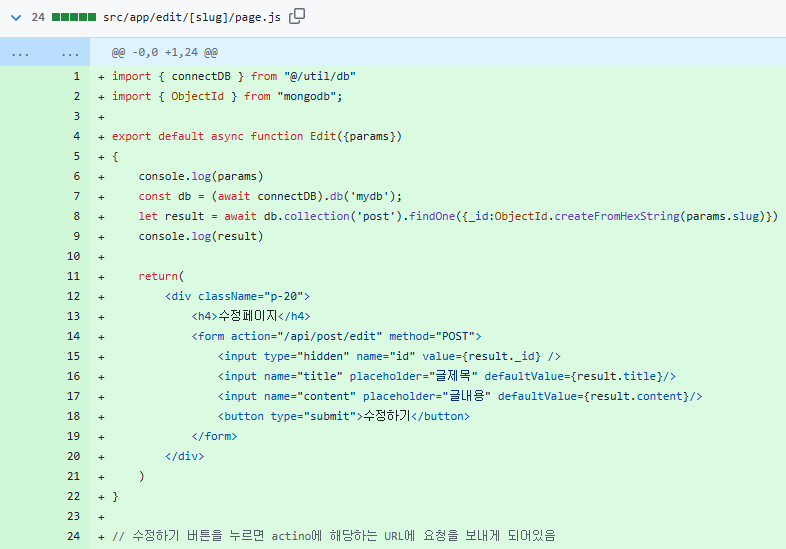 24 src/app/edit/[slug]/page.js
... ... @@ -0,0 +1,24 @@
1 + import { connectDB } from "@/util/db"
2 + import { ObjectId } from "mongodb";
3 +
4 + export default async function Edit({params})
5 + {
6 +     console.log(params)
7 +     const db = (await connectDB).db('mydb');
8 +     let result = await db.collection('post').findOne({_id:ObjectId.createFromHexString(params.slug)})
9 +     console.log(result)
10 +
11 +     return(
12 +         <div className="p-20">
13 +             <h4>수정페이지</h4>
14 +             <form action="/api/post/edit" method="POST">
15 +                 <input type="hidden" name="id" value={result._id} />
16 +                 <input name="title" placeholder="글제목" defaultValue={result.title}/>
17 +                 <input name="content" placeholder="글내용" defaultValue={result.content}/>
18 +                 <button type="submit">수정하기</button>
19 +             </form>
20 +         </div>
21 +     )
22 + }
23 +
24 + // 수정하기 버튼을 누르면 actino에 해당하는 URL에 요청을 보내게 되어있음